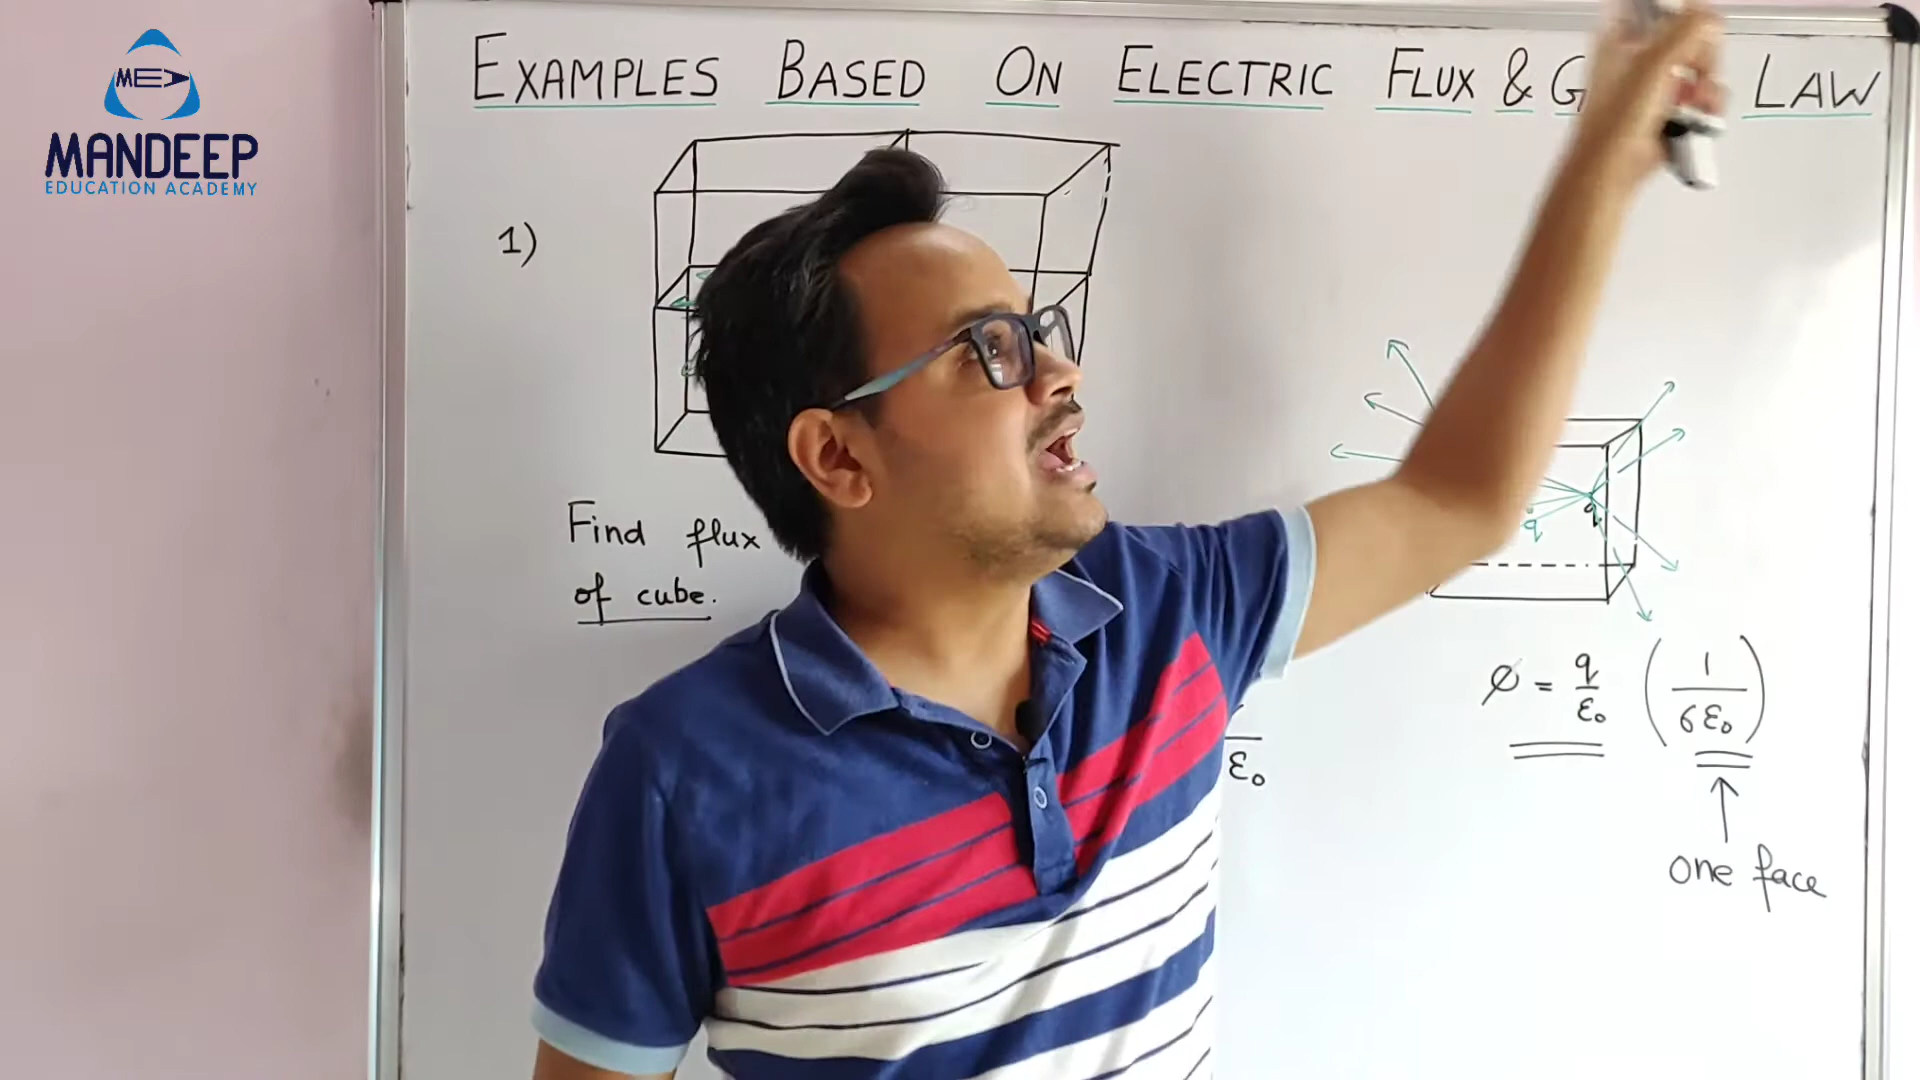 MEA
MANDEEP
EDUCATION ACADEMY
EXAMPLES BASED ON ELECTRIC FLUX & LAW
1)
Find flux
of cube.
ε₀
q q
φ = q/ε₀ (1/6ε₀)
one face